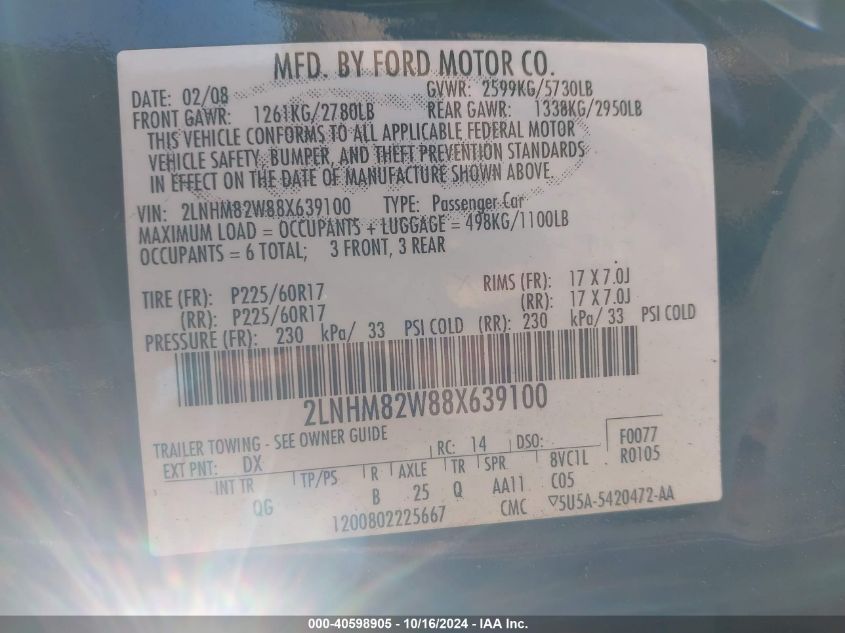 MFD. BY FORD MOTOR CO.
DATE: 02/08 GVWR: 2599KG/5730LB
FRONT GAWR: 1261KG/2780LB REAR GAWR: 1338KG/2950LB
THIS VEHICLE CONFORMS TO ALL APPLICABLE FEDERAL MOTOR
VEHICLE SAFETY, BUMPER, AND THEFT PREVENTION STANDARDS
IN EFFECT ON THE DATE OF MANUFACTURE SHOWN ABOVE.
VIN: 2LNHM82W88X639100 TYPE: Passenger Car
MAXIMUM LOAD = OCCUPANTS + LUGGAGE = 498KG/1100LB
OCCUPANTS = 6 TOTAL; 3 FRONT, 3 REAR
TIRE (FR): P225/60R17 RIMS (FR): 17 X 7.0J
(RR): P225/60R17 (RR): 17 X 7.0J
PRESSURE (FR): 230 kPa/ 33 PSI COLD (RR): 230 kPa/ 33 PSI COLD
2LNHM82W88X639100
TRAILER TOWING - SEE OWNER GUIDE
EXT PNT: DX RC: 14 DSO: F0077
INT TR TP/PS R AXLE TR SPR 8VC1L R0105
QG B 25 Q AA11 C05
1200802225667 CMC ▽5U5A-5420472-AA
000-40598905 - 10/16/2024 - IAA Inc.